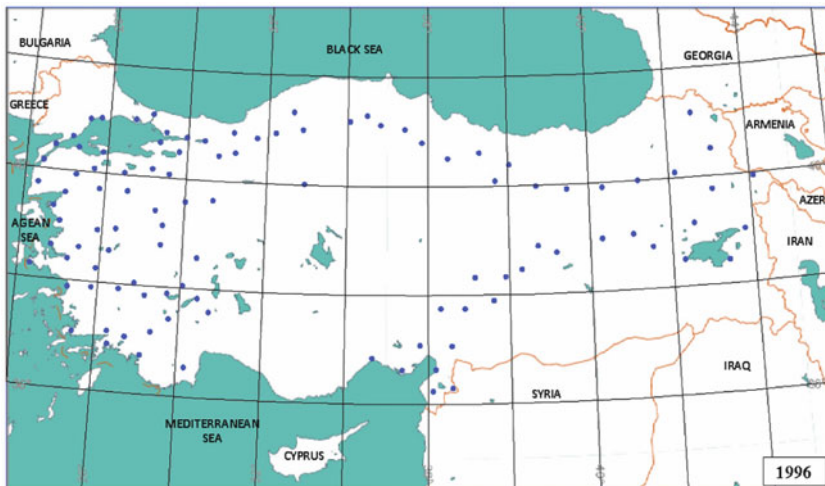 BULGARIA
BLACK SEA
GEORGIA
GREECE
ARMENIA
AZER
AGEAN
SEA
IRAN
IRAQ
SYRIA
MEDITERRANEAN
SEA
CYPRUS
1996